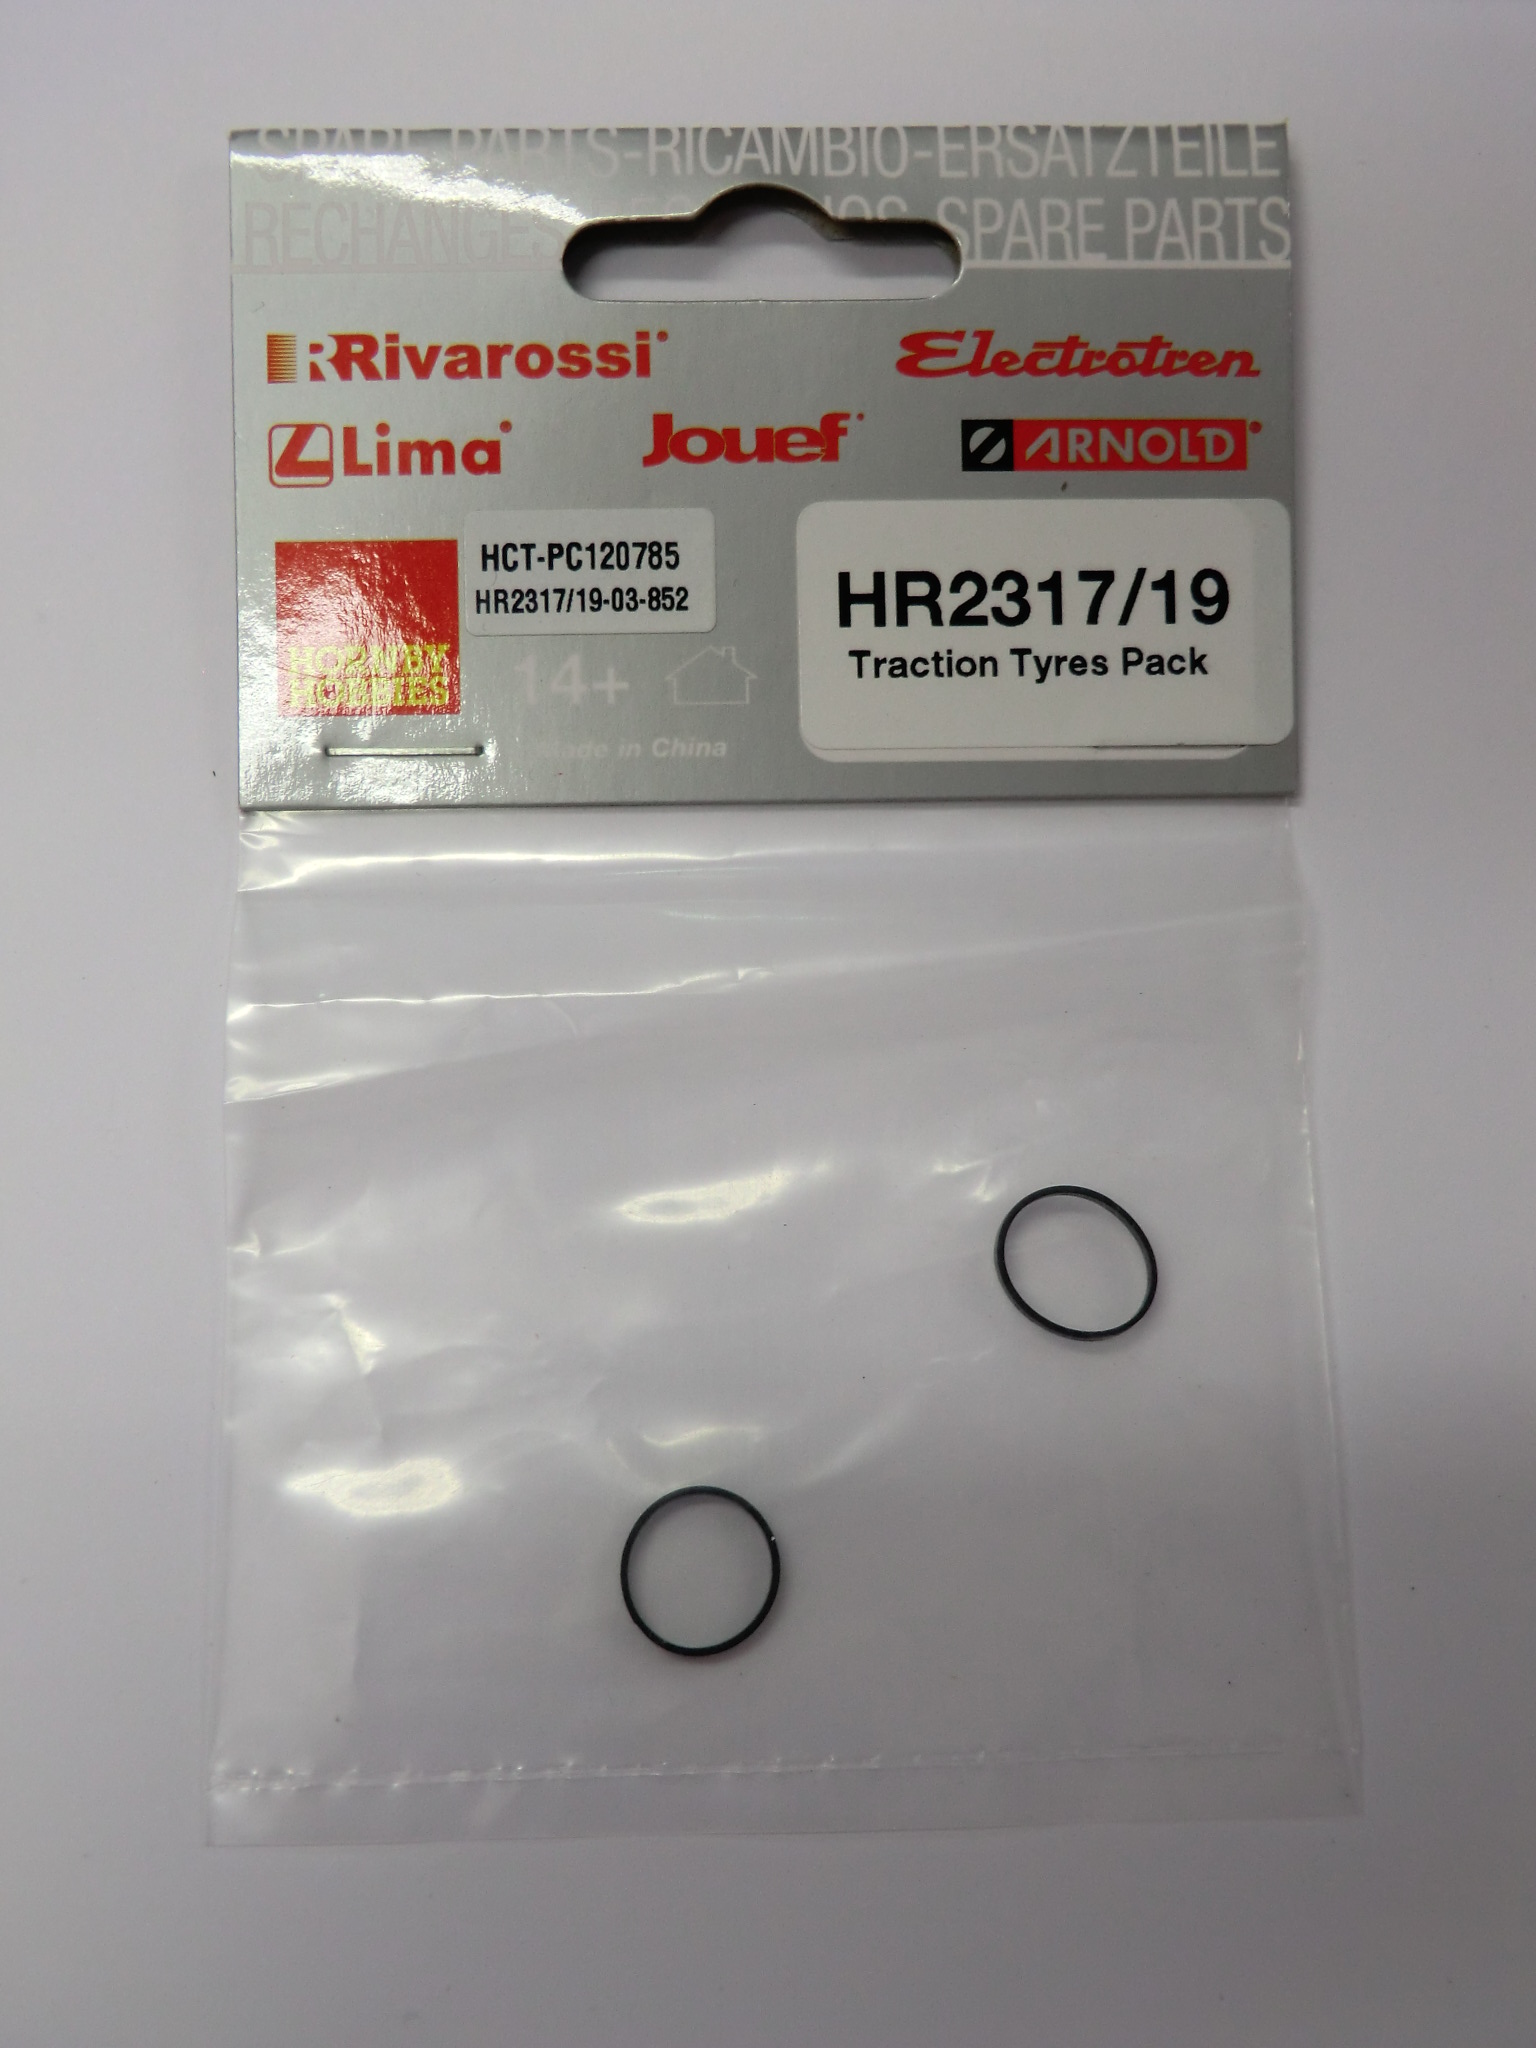 SPARE PARTS-RICAMBIO-ERSATZTEILE
RECHANGES SPARE PARTS
Rivarossi
Electrotren
Lima
Jouef
ARNOLD
HCT-PC120785
HR2317/19-03-852
HR2317/19
Traction Tyres Pack
HORNBY
HOBBIES
14+
Made in China